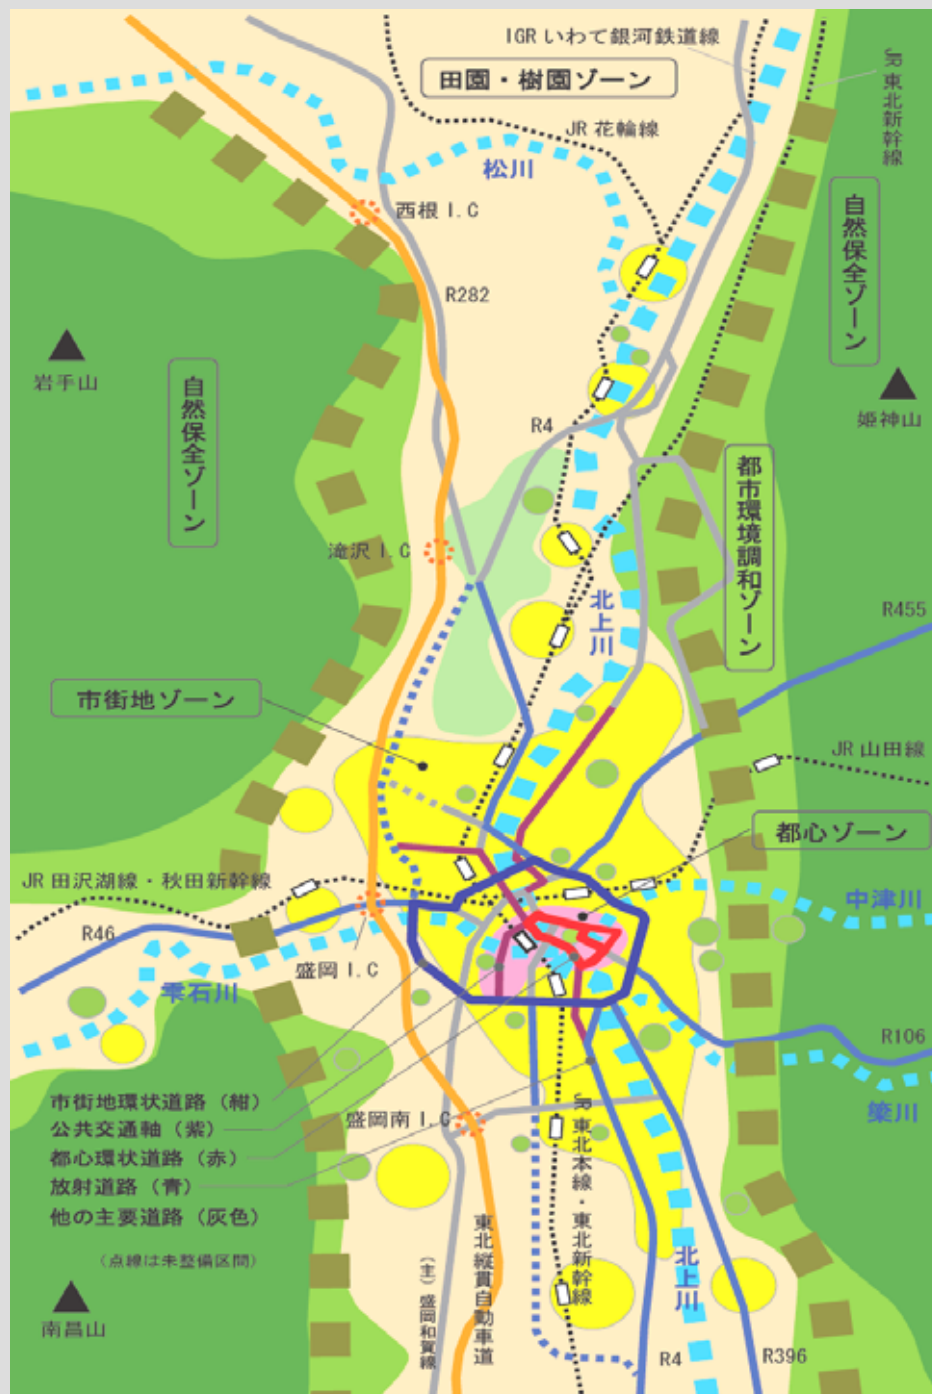 IGRいわて銀河鉄道線
JR東北新幹線
田園・樹園ゾーン
JR 花輪線
松川
自然保全ゾーン
西根 I.C
R282
岩手山
姫神山
自然保全ゾーン
R4
都市環境調和ゾーン
滝沢 I.C
北上川
R455
市街地ゾーン
JR 山田線
都心ゾーン
JR 田沢湖線・秋田新幹線
中津川
R46
盛岡 I.C
雫石川
R106
簗川
市街地環状道路（紺）
公共交通軸（紫）
盛岡南 I.C
都心環状道路（赤）
放射道路（青）
他の主要道路（灰色）
（点線は未整備区間）
JR東北本線・東北新幹線
東北縦貫自動車道
（主）盛岡和賀線
北上川
南昌山
R4
R396